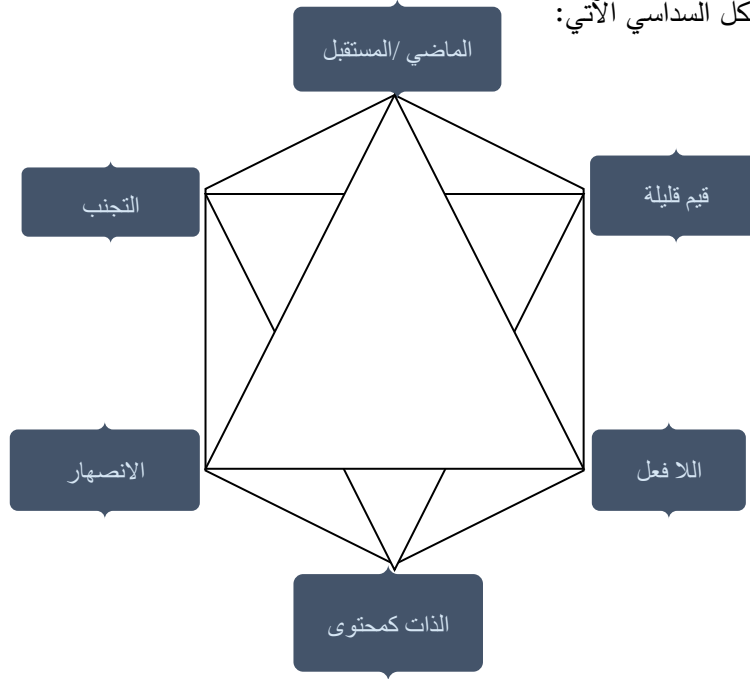 كل السداسي الآتي:
الماضي /المستقبل
قيم قليلة
التجنب
اللا فعل
الانصهار
الذات كمحتوى